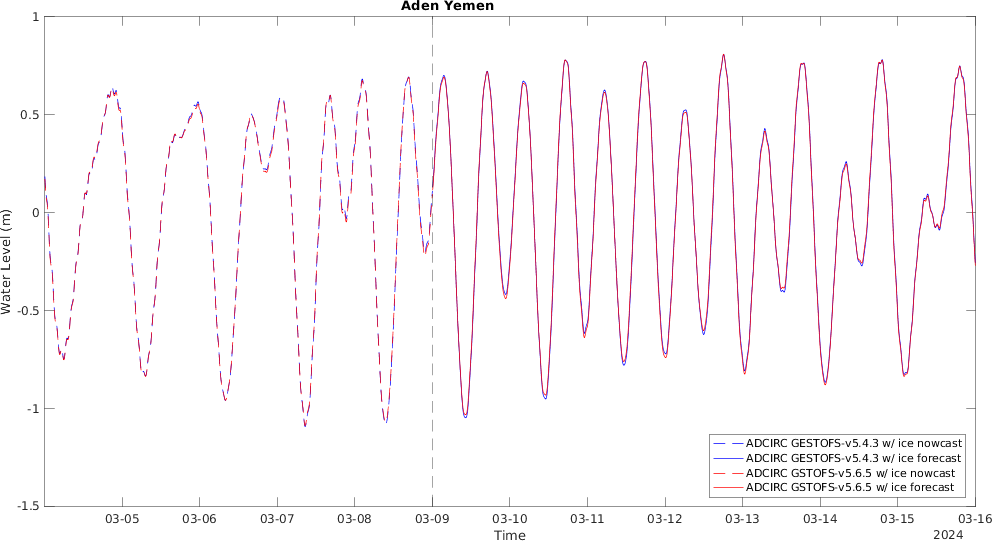 Aden Yemen
1
0.5
0
-0.5
-1
-1.5
Water Level (m)
03-05 03-06 03-07 03-08 03-09 03-10 03-11 03-12 03-13 03-14 03-15 03-16
Time
2024
ADCIRC GESTOFS-v5.4.3 w/ ice nowcast
ADCIRC GESTOFS-v5.4.3 w/ ice forecast
ADCIRC GSTOFS-v5.6.5 w/ ice nowcast
ADCIRC GSTOFS-v5.6.5 w/ ice forecast